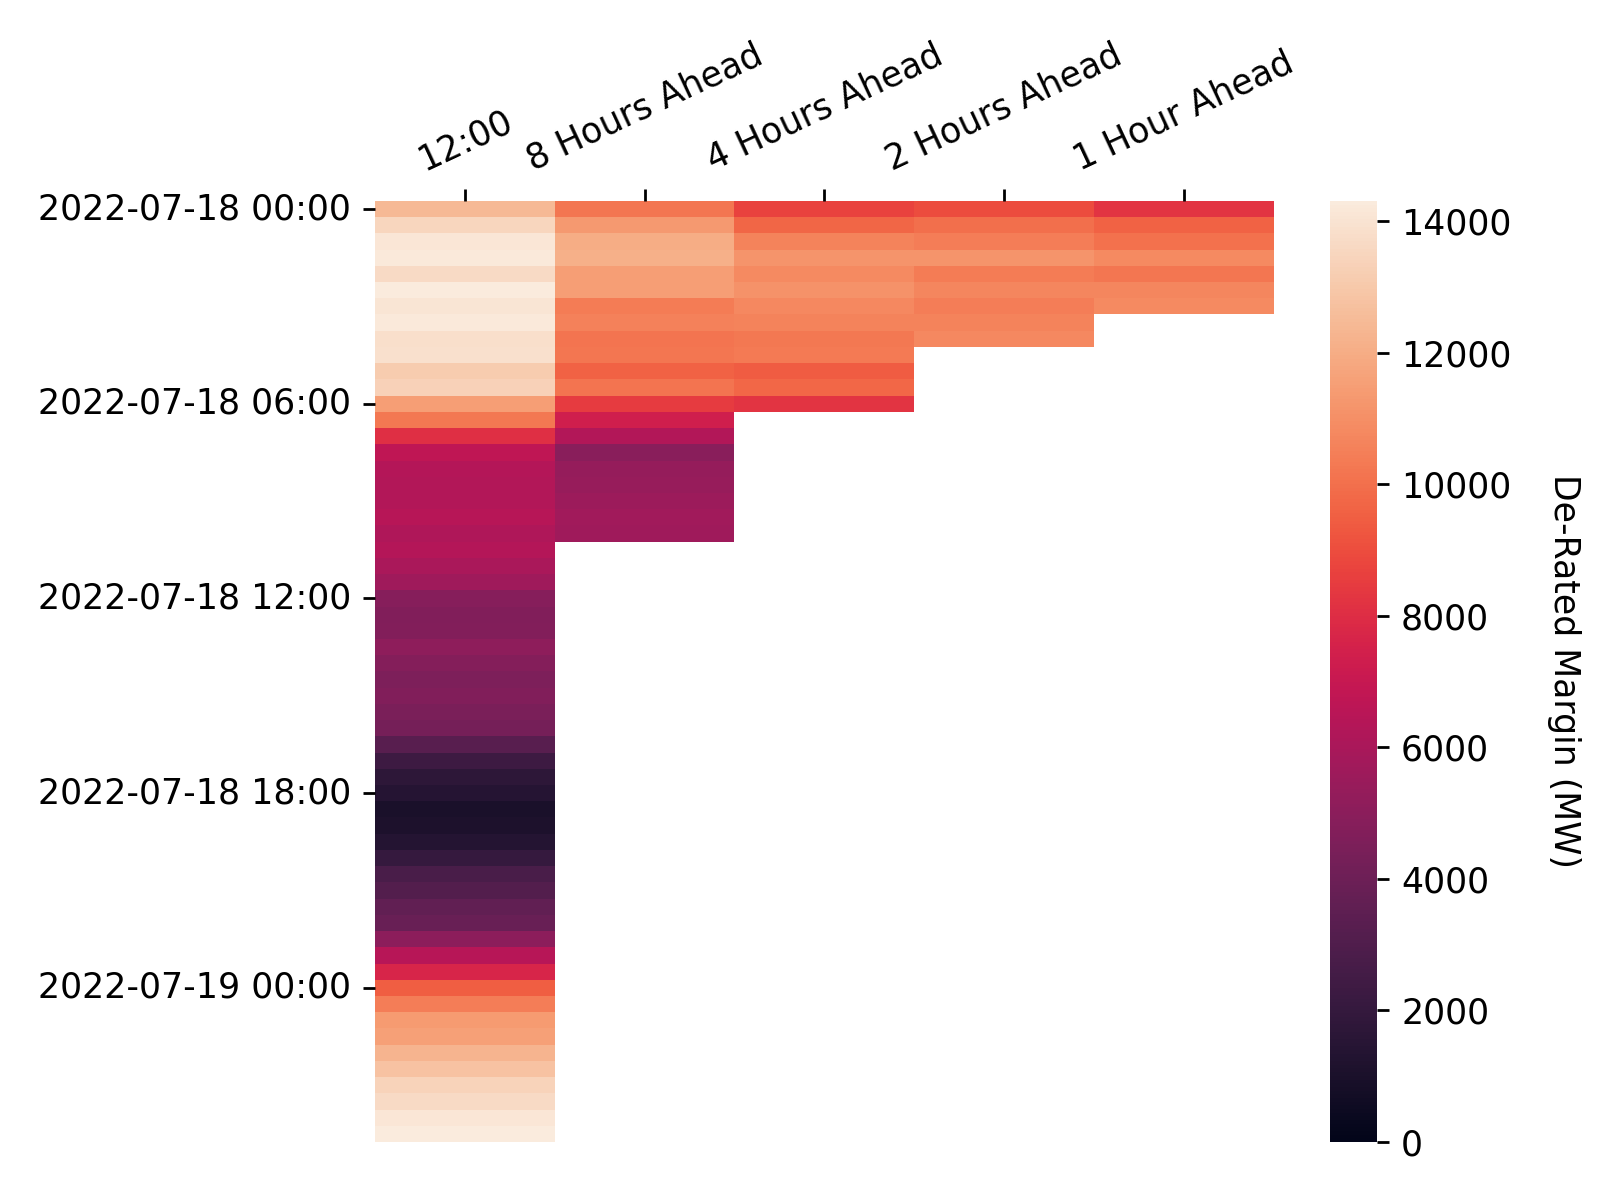 12:00
8 Hours Ahead
4 Hours Ahead
2 Hours Ahead
1 Hour Ahead
2022-07-18 00:00
2022-07-18 06:00
2022-07-18 12:00
2022-07-18 18:00
2022-07-19 00:00
14000
12000
10000
8000
6000
4000
2000
0
De-Rated Margin (MW)